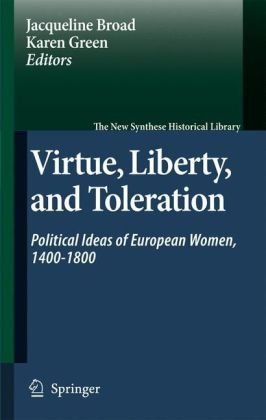 Jacqueline Broad
Karen Green
Editors
The New Synthese Historical Library
Virtue, Liberty,
and Toleration
Political Ideas of European Women,
1400-1800
Springer